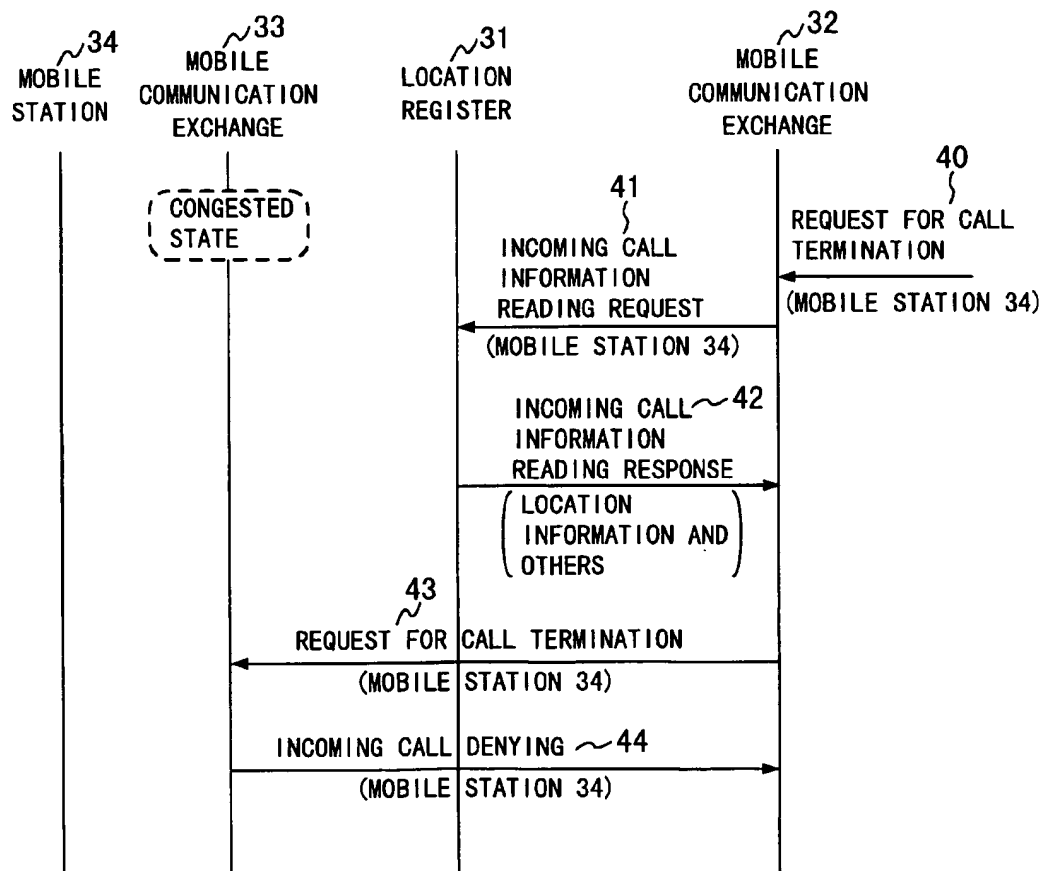 34
MOBILE
STATION
33
MOBILE
COMMUNICATION
EXCHANGE
31
LOCATION
REGISTER
32
MOBILE
COMMUNICATION
EXCHANGE
CONGESTED
STATE
40
REQUEST FOR CALL
TERMINATION
(MOBILE STATION 34)
41
INCOMING CALL
INFORMATION
READING REQUEST
(MOBILE STATION 34)
INCOMING CALL 42
INFORMATION
READING RESPONSE
(LOCATION
INFORMATION AND
OTHERS)
43
REQUEST FOR CALL TERMINATION
(MOBILE STATION 34)
INCOMING CALL DENYING 44
(MOBILE STATION 34)